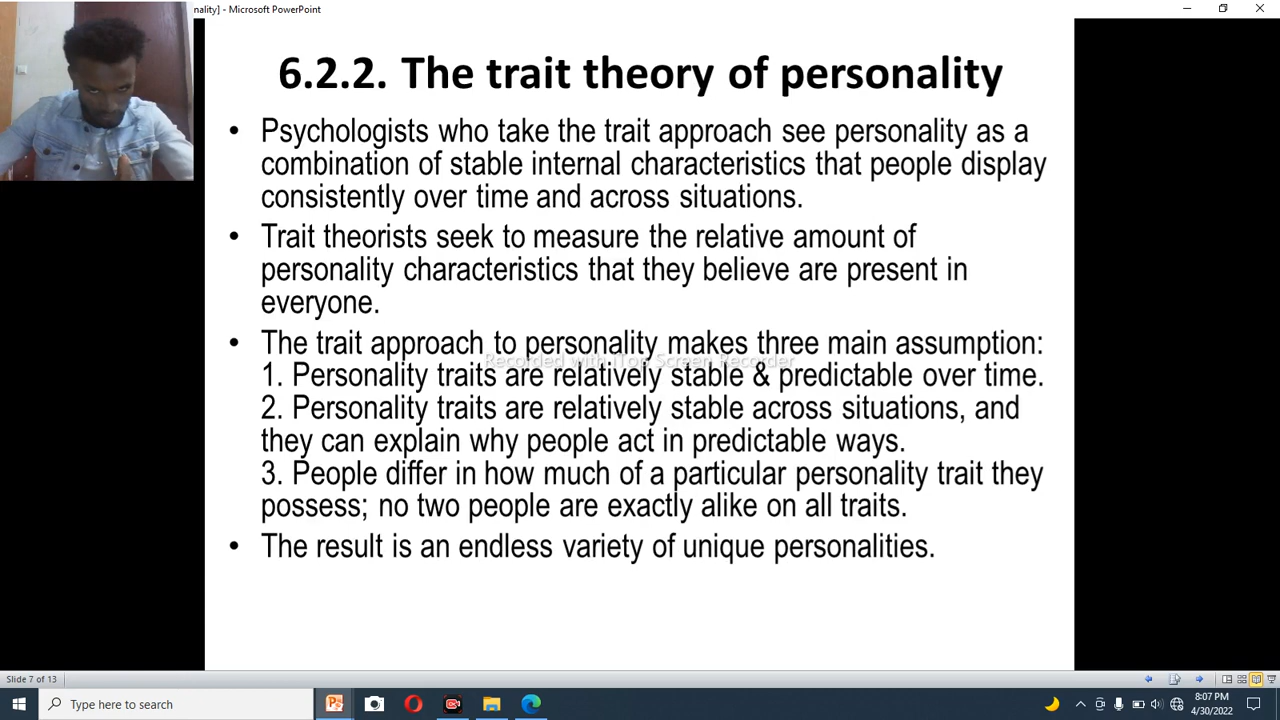 nality] - Microsoft PowerPoint
6.2.2. The trait theory of personality
• Psychologists who take the trait approach see personality as a
combination of stable internal characteristics that people display
consistently over time and across situations.
• Trait theorists seek to measure the relative amount of
personality characteristics that they believe are present in
everyone.
• The trait approach to personality makes three main assumption:
Recorded with iTop Screen Recorder
1. Personality traits are relatively stable & predictable over time.
2. Personality traits are relatively stable across situations, and
they can explain why people act in predictable ways.
3. People differ in how much of a particular personality trait they
possess; no two people are exactly alike on all traits.
• The result is an endless variety of unique personalities.
Slide 7 of 13
Type here to search
8:07 PM
4/30/2022